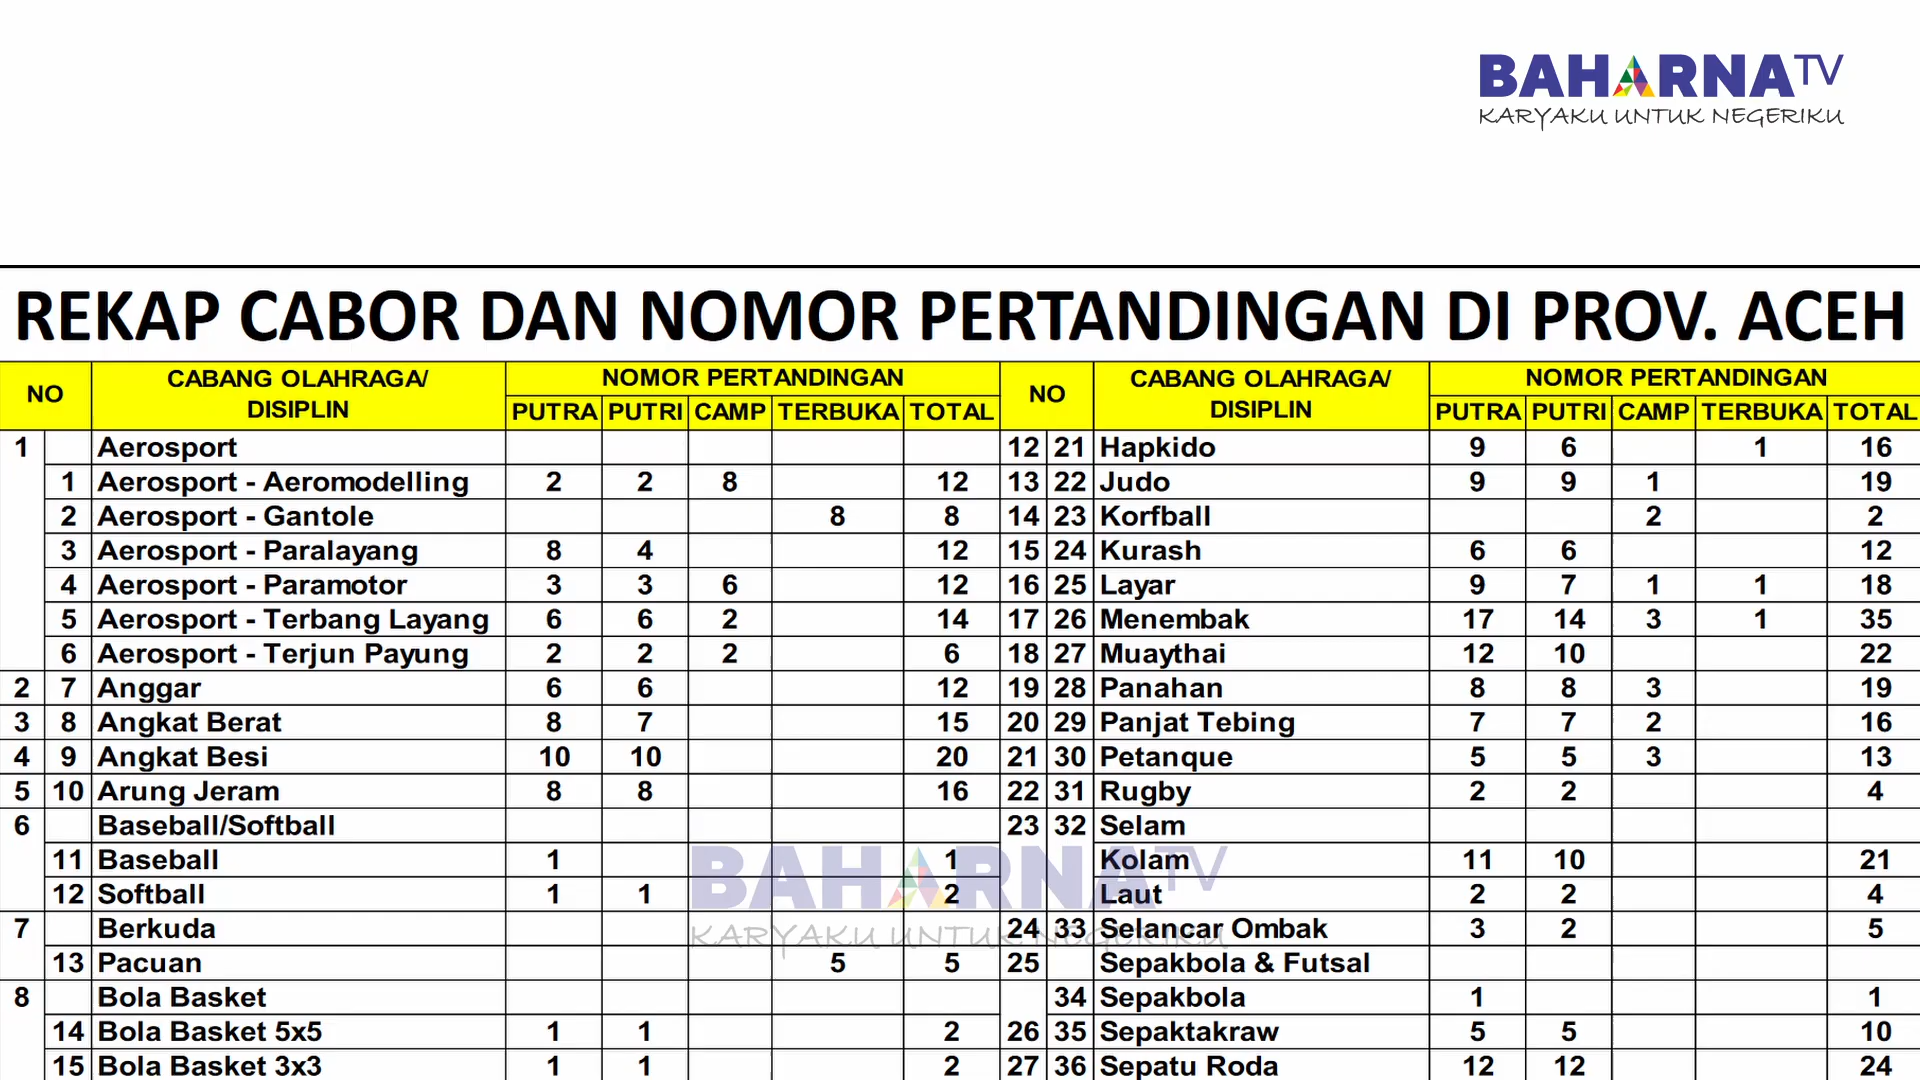 BAHARNATV
KARYAKU UNTUK NEGERIKU
REKAP CABOR DAN NOMOR PERTANDINGAN DI PROV. ACEH
NO CABANG OLAHRAGA/ DISIPLIN NOMOR PERTANDINGAN NO CABANG OLAHRAGA/ DISIPLIN NOMOR PERTANDINGAN
PUTRA PUTRI CAMP TERBUKA TOTAL PUTRA PUTRI CAMP TERBUKA TOTAL
1 Aerosport 12 21 Hapkido 9 6 1 16
1 Aerosport - Aeromodelling 2 2 8 12 13 22 Judo 9 9 1 19
2 Aerosport - Gantole 8 8 14 23 Korfball 2 2
3 Aerosport - Paralayang 8 4 12 15 24 Kurash 6 6 12
4 Aerosport - Paramotor 3 3 6 12 16 25 Layar 9 7 1 1 18
5 Aerosport - Terbang Layang 6 6 2 14 17 26 Menembak 17 14 3 1 35
6 Aerosport - Terjun Payung 2 2 2 6 18 27 Muaythai 12 10 22
2 7 Anggar 6 6 12 19 28 Panahan 8 8 3 19
3 8 Angkat Berat 8 7 15 20 29 Panjat Tebing 7 7 2 16
4 9 Angkat Besi 10 10 20 21 30 Petanque 5 5 3 13
5 10 Arung Jeram 8 8 16 22 31 Rugby 2 2 4
6 Baseball/Softball 23 32 Selam
11 Baseball 1 1 Kolam 11 10 21
12 Softball 1 1 2 Laut 2 2 4
7 Berkuda 24 33 Selancar Ombak 3 2 5
13 Pacuan 5 5 25 Sepakbola & Futsal
8 Bola Basket 34 Sepakbola 1 1
14 Bola Basket 5x5 1 1 2 26 35 Sepaktakraw 5 5 10
15 Bola Basket 3x3 1 1 2 27 36 Sepatu Roda 12 12 24
BAHARNATV
KARYAKU UNTUK NEGERIKU